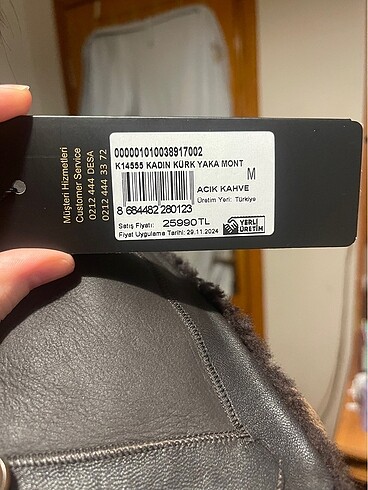 Müşteri Hizmetleri
Customer Service
0212 444 DESA
0212 444 33 72
000001010038917002
K14555 KADIN KÜRK YAKA MONT
M
ACIK KAHVE
Üretim Yeri: Türkiye
8 684482 280123
Satış Fiyatı: 25990TL
Fiyat Uygulama Tarihi: 29.11.2024
YERLİ
ÜRETİM